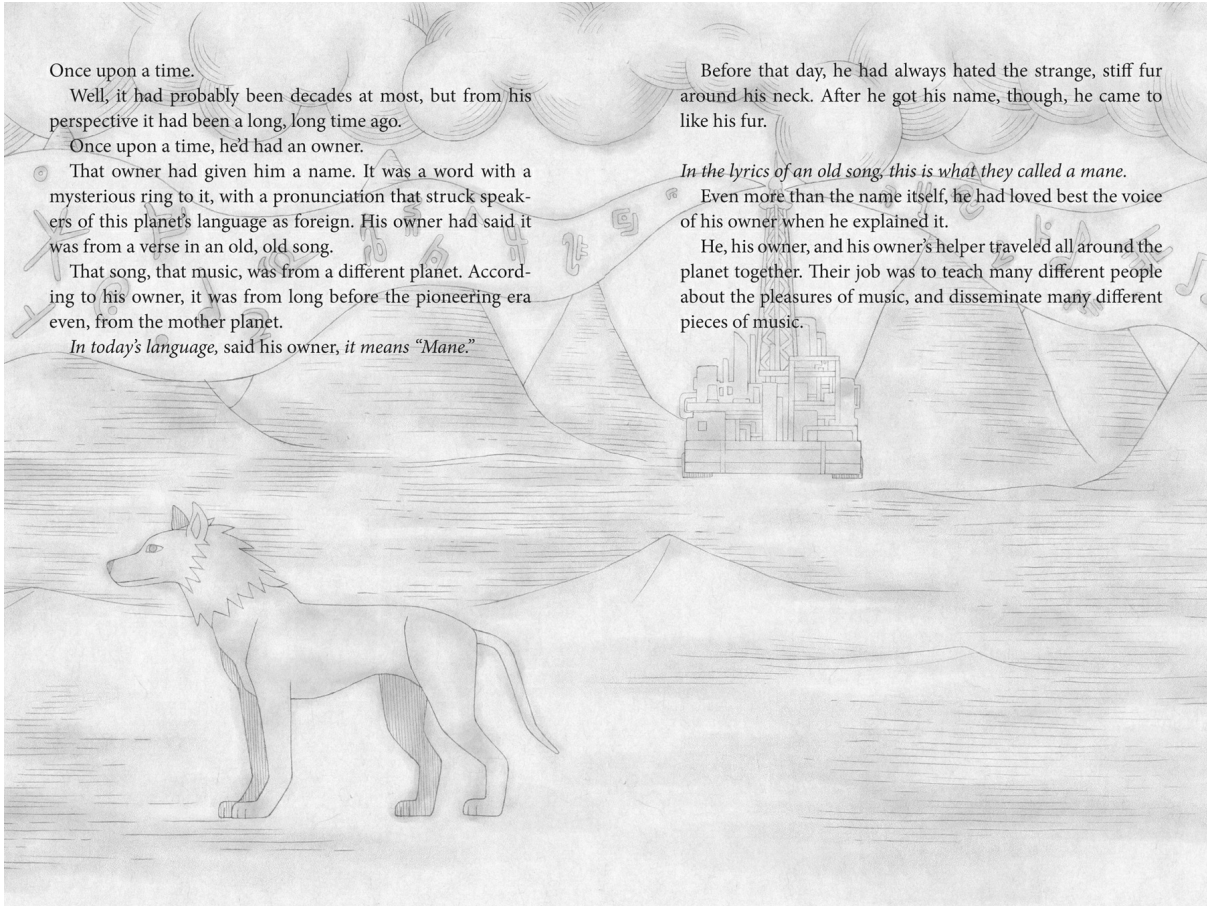 Once upon a time.
Well, it had probably been decades at most, but from his
perspective it had been a long, long time ago.
Once upon a time, he’d had an owner.
That owner had given him a name. It was a word with a
mysterious ring to it, with a pronunciation that struck speak-
ers of this planet’s language as foreign. His owner had said it
was from a verse in an old, old song.
That song, that music, was from a different planet. Accord-
ing to his owner, it was from long before the pioneering era
even, from the mother planet.
In today’s language, said his owner, it means “Mane.”
Before that day, he had always hated the strange, stiff fur
around his neck. After he got his name, though, he came to
like his fur.
In the lyrics of an old song, this is what they called a mane.
Even more than the name itself, he had loved best the voice
of his owner when he explained it.
He, his owner, and his owner’s helper traveled all around the
planet together. Their job was to teach many different people
about the pleasures of music, and disseminate many different
pieces of music.